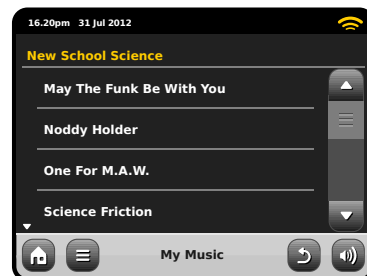 16.20pm 31 Jul 2012
New School Science
May The Funk Be With You
Noddy Holder
One For M.A.W.
Science Friction
My Music